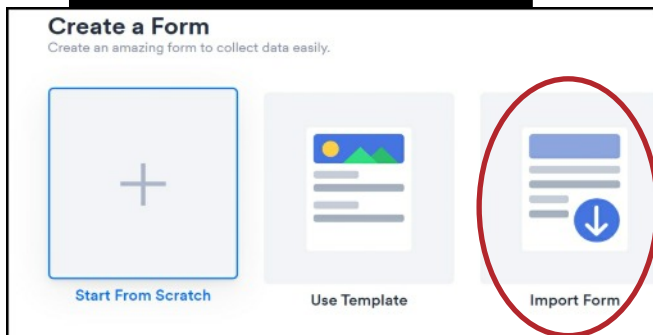 Create a Form
Create an amazing form to collect data easily.
Start From Scratch
Use Template
Import Form